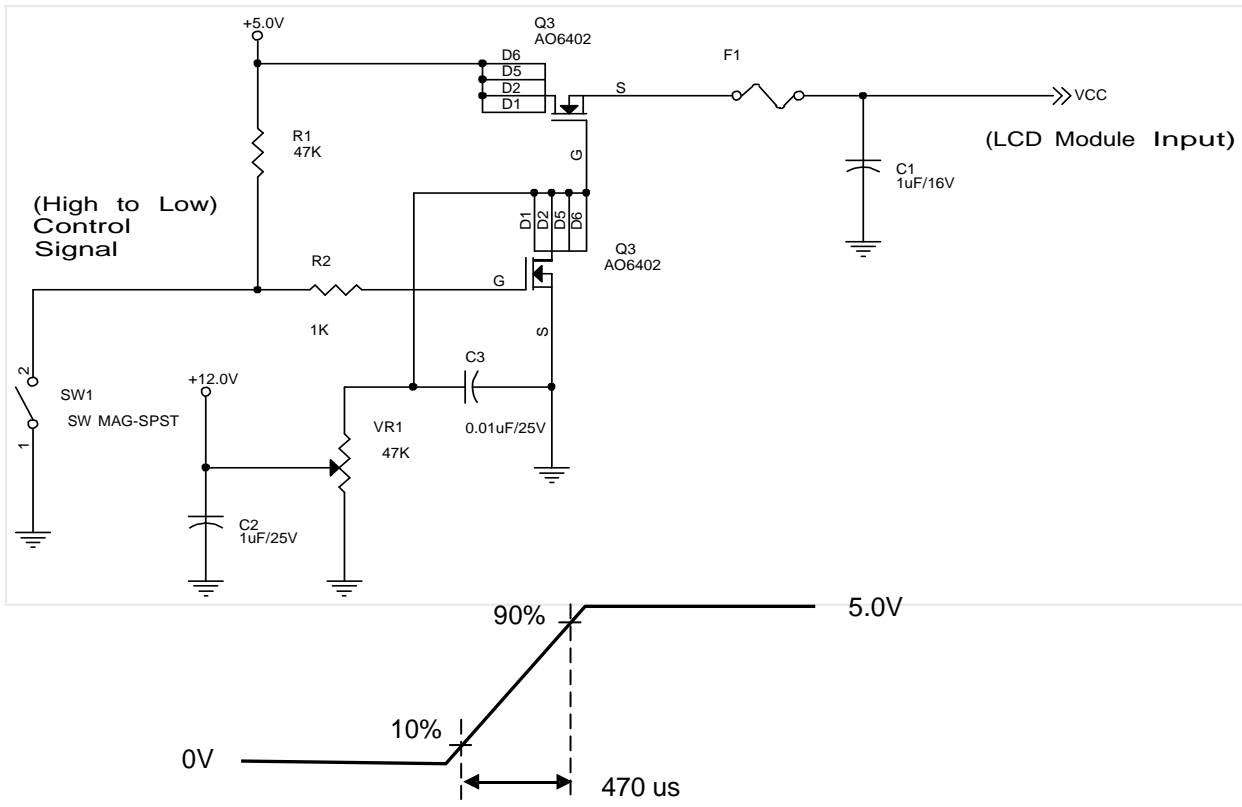 +5.0V
Q3
AO6402
D6
D5
D2
D1
S
G
F1
VCC
(LCD Module Input)
C1
1uF/16V
R1
47K
(High to Low)
Control
Signal
D1
D2
D5
D6
Q3
AO6402
R2
1K
G
S
2
SW1
SW MAG-SPST
1
+12.0V
C3
0.01uF/25V
VR1
47K
C2
1uF/25V
90%
5.0V
10%
0V
470 us